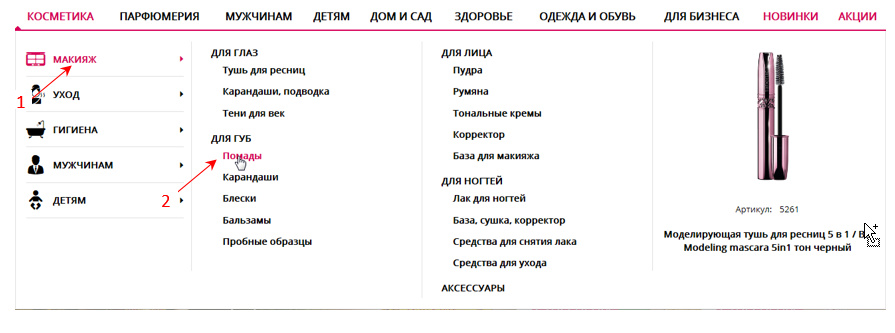 КОСМЕТИКА ПАРФЮМЕРИЯ МУЖЧИНАМ ДЕТЯМ ДОМ И САД ЗДОРОВЬЕ ОДЕЖДА И ОБУВЬ ДЛЯ БИЗНЕСА НОВИНКИ АКЦИИ
МАКИЯЖ
1
УХОД
ГИГИЕНА
МУЖЧИНАМ
ДЕТЯМ
ДЛЯ ГЛАЗ
Тушь для ресниц
Карандаши, подводка
Тени для век
ДЛЯ ГУБ
Помады
2
Карандаши
Блески
Бальзамы
Пробные образцы
ДЛЯ ЛИЦА
Пудра
Румяна
Тональные кремы
Корректор
База для макияжа
ДЛЯ НОГТЕЙ
Лак для ногтей
База, сушка, корректор
Средства для снятия лака
Средства для ухода
АКСЕССУАРЫ
Артикул: 5261
Моделирующая тушь для ресниц 5 в 1 /
Modeling mascara 5in1 тон черный